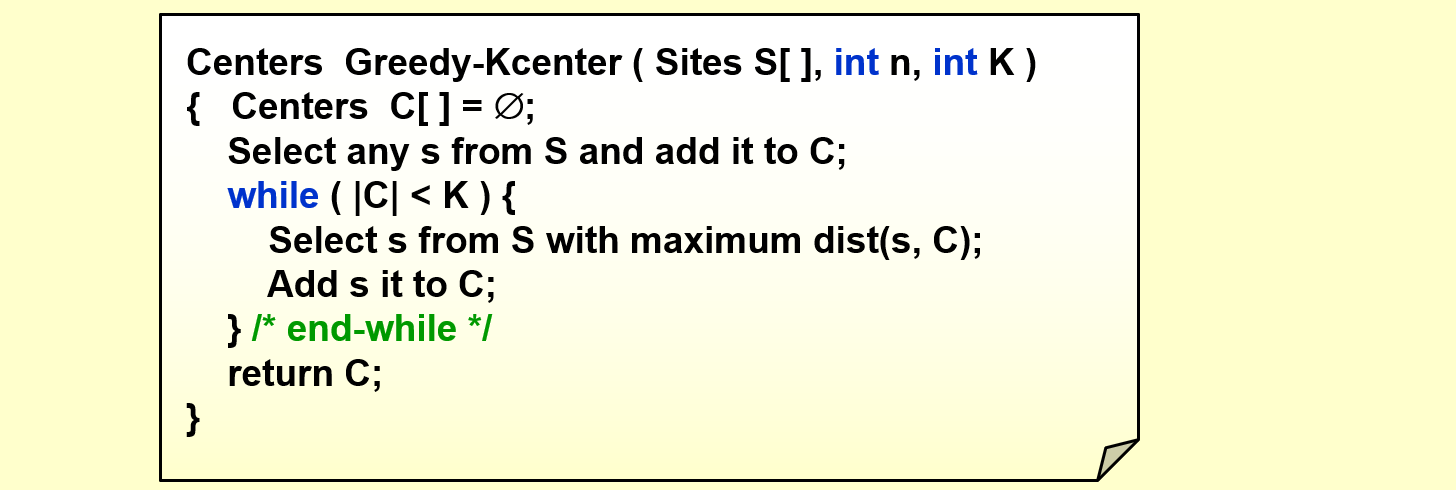 Centers Greedy-Kcenter ( Sites S[ ], int n, int K )
{ Centers C[ ] = ∅;
Select any s from S and add it to C;
while ( |C| < K ) {
Select s from S with maximum dist(s, C);
Add s it to C;
} /* end-while */
return C;
}